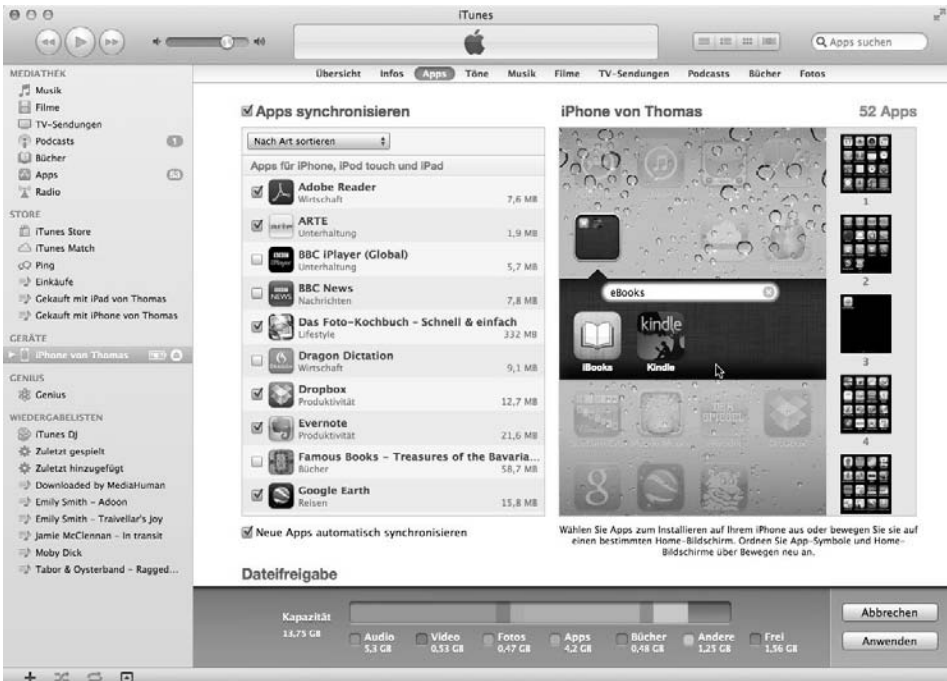 iTunes
Apps suchen
MEDIATHEK
Musik
Filme
TV-Sendungen
Podcasts 1
Bücher
Apps
Radio
STORE
iTunes Store
iTunes Match
Ping
Einkäufe
Gekauft mit iPad von Thomas
Gekauft mit iPhone von Thomas
GERÄTE
iPhone von Thomas
GENIUS
Genius
WIEDERGABELISTEN
iTunes DJ
Zuletzt gespielt
Zuletzt hinzugefügt
Downloaded by MediaHuman
Emily Smith – Adoon
Emily Smith – Traivellar's Joy
Jamie McClennan – In transit
Moby Dick
Tabor & Oysterband – Ragged...
Übersicht Infos Apps Töne Musik Filme TV-Sendungen Podcasts Bücher Fotos
Apps synchronisieren
Nach Art sortieren
Apps für iPhone, iPod touch und iPad
Adobe Reader
Wirtschaft 7,6 MB
arte
ARTE
Unterhaltung 1,9 MB
BBC iPlayer (Global)
Unterhaltung 5,7 MB
BBC NEWS
BBC News
Nachrichten 7,8 MB
Das Foto-Kochbuch – Schnell & einfach
Lifestyle 332 MB
Dragon Dictation
Wirtschaft 9,1 MB
Dropbox
Produktivität 12,7 MB
Evernote
Produktivität 21,6 MB
Famous Books – Treasures of the Bavaria...
Bücher 58,7 MB
Google Earth
Reisen 15,8 MB
Neue Apps automatisch synchronisieren
iPhone von Thomas 52 Apps
eBooks
kindle
iBooks Kindle
DER SPIEGEL
8
1
2
3
4
Wählen Sie Apps zum Installieren auf Ihrem iPhone aus oder bewegen Sie sie auf
einen bestimmten Home-Bildschirm. Ordnen Sie App-Symbole und Home-
Bildschirme über Bewegen neu an.
Dateifreigabe
Kapazität
13,75 GB
Audio
5,3 GB
Video
0,53 GB
Fotos
0,47 GB
Apps
4,2 GB
Bücher
0,48 GB
Andere
1,25 GB
Frei
1,56 GB
Abbrechen
Anwenden